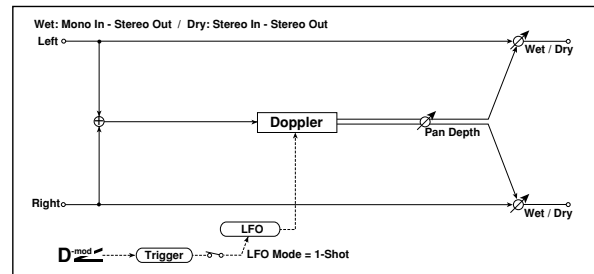 Wet: Mono In - Stereo Out / Dry: Stereo In - Stereo Out
Left
Wet / Dry
Doppler
Pan Depth
Right
Wet / Dry
LFO
D-mod
Trigger
LFO Mode = 1-Shot